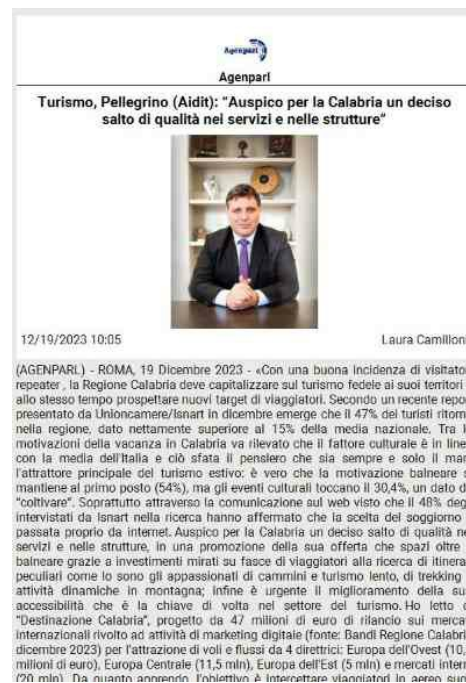 Agenparl
Agenparl
Turismo, Pellegrino (Aidit): "Auspico per la Calabria un deciso
salto di qualità nei servizi e nelle strutture"
12/19/2023 10:05
Laura Camilloni
(AGENPARL) - ROMA, 19 Dicembre 2023 - «Con una buona incidenza di visitato
repeater , la Regione Calabria deve capitalizzare sul turismo fedele ai suoi territori
allo stesso tempo prospettare nuovi target di viaggiatori. Secondo un recente repo
presentato da Unioncamere/Isnart in dicembre emerge che il 47% dei turisti ritorn
nella regione, dato nettamente superiore al 15% della media nazionale. Tra l
motivazioni della vacanza in Calabria va rilevato che il fattore culturale è in line
con la media dell'Italia e ciò sfata il pensiero che sia sempre e solo il mar
l'attrattore principale del turismo estivo: è vero che la motivazione balneare s
mantiene al primo posto (54%), ma gli eventi culturali toccano il 30,4%, un dato d
"coltivare". Soprattutto attraverso la comunicazione sul web visto che il 48% deg
intervistati da Isnart nella ricerca hanno affermato che la scelta del soggiorno
passata proprio da internet. Auspico per la Calabria un deciso salto di qualità ne
servizi e nelle strutture, in una promozione della sua offerta che spazi oltre
balneare grazie a investimenti mirati su fasce di viaggiatori alla ricerca di itinera
peculiari come lo sono gli appassionati di cammini e turismo lento, di trekking
attività dinamiche in montagna; infine è urgente il miglioramento della su
accessibilità che è la chiave di volta nel settore del turismo. Ho letto d
"Destinazione Calabria", progetto da 47 milioni di euro di rilancio sui merca
internazionali rivolto ad attività di marketing digitale (fonte: Bandi Regione Calabri
dicembre 2023) per l'attrazione di voli e flussi da 4 direttrici: Europa dell'Ovest (10,
milioni di euro), Europa Centrale (11,5 mln), Europa dell'Est (5 mln) e mercati intern
(20 mln). Da quanto apprendo, l'obiettivo è intercettare viaggiatori in aereo sug